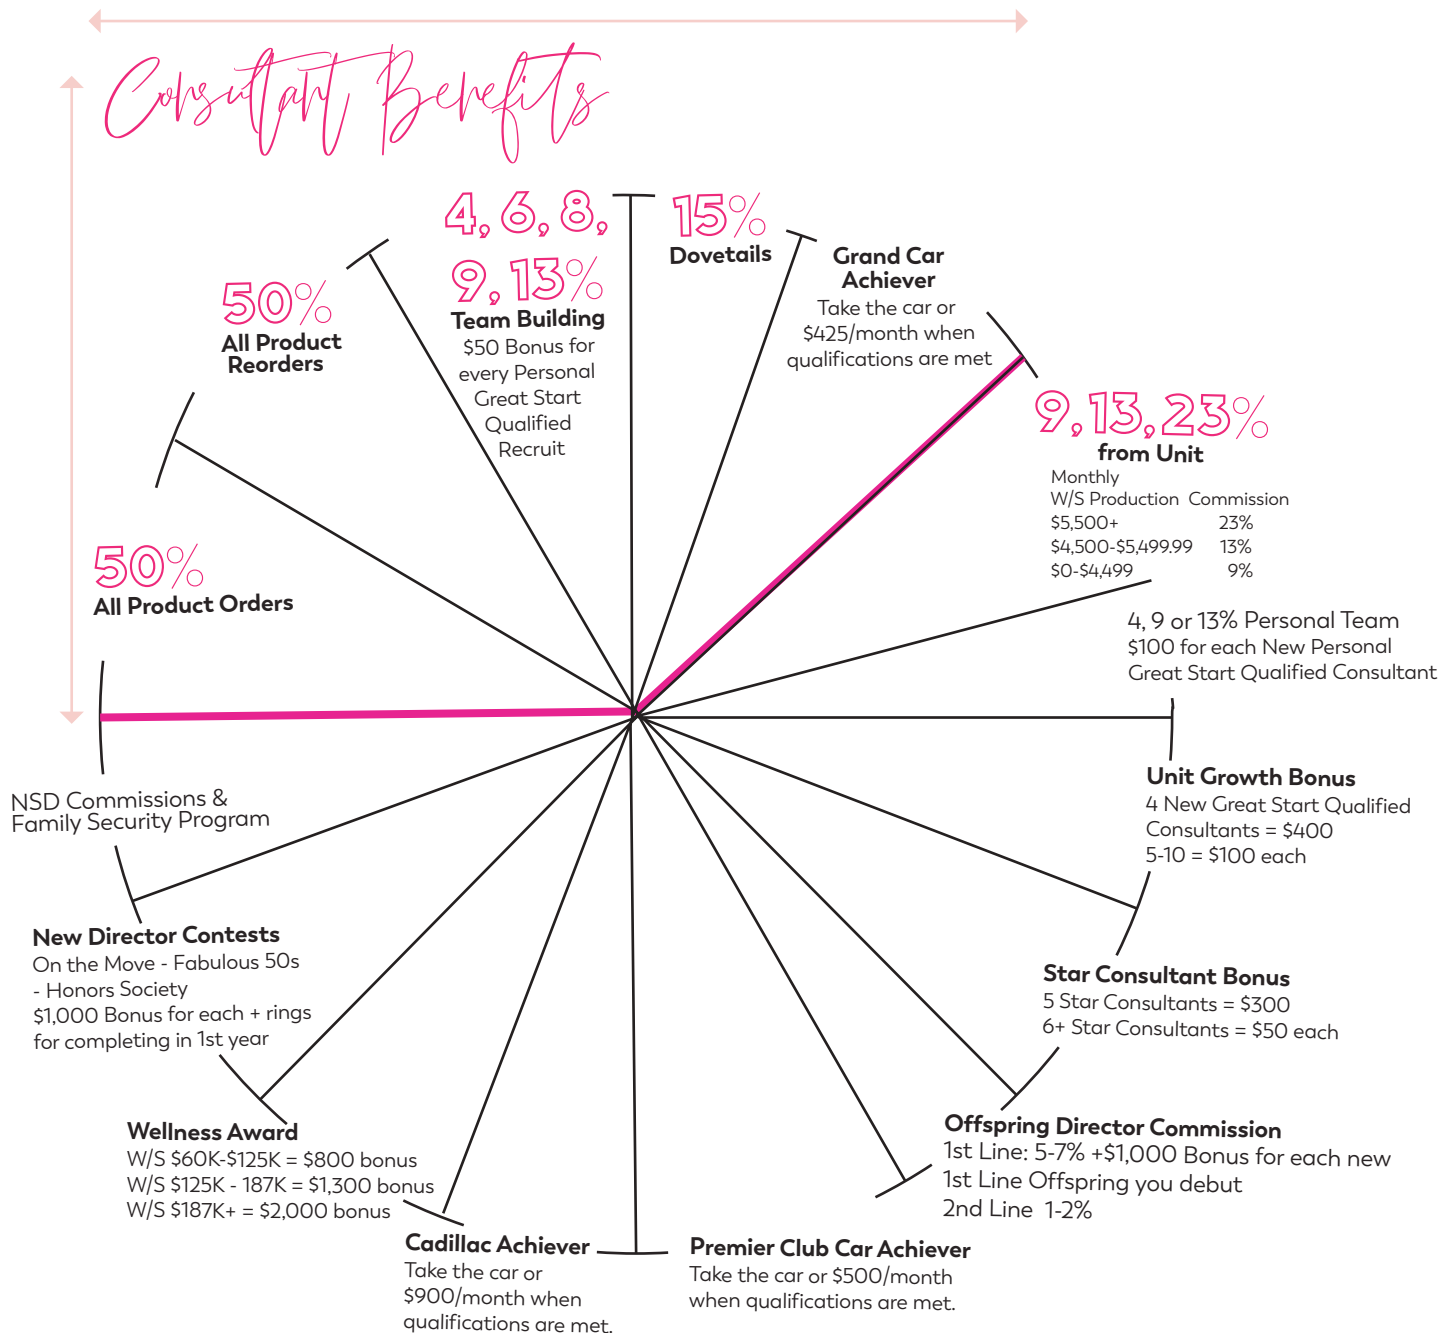 Consultant Benefits
50%
All Product Orders
50%
All Product
Reorders
4, 6, 8,
9, 13%
Team Building
$50 Bonus for
every Personal
Great Start
Qualified
Recruit
15%
Dovetails
Grand Car
Achiever
Take the car or
$425/month when
qualifications are met
9, 13, 23%
from Unit
Monthly
W/S Production Commission
$5,500+ 23%
$4,500-$5,499.99 13%
$0-$4,499 9%
4, 9 or 13% Personal Team
$100 for each New Personal
Great Start Qualified Consultant
Unit Growth Bonus
4 New Great Start Qualified
Consultants = $400
5-10 = $100 each
Star Consultant Bonus
5 Star Consultants = $300
6+ Star Consultants = $50 each
Offspring Director Commission
1st Line: 5-7% +$1,000 Bonus for each new
1st Line Offspring you debut
2nd Line 1-2%
Premier Club Car Achiever
Take the car or $500/month
when qualifications are met.
Cadillac Achiever
Take the car or
$900/month when
qualifications are met.
Wellness Award
W/S $60K-$125K = $800 bonus
W/S $125K - 187K = $1,300 bonus
W/S $187K+ = $2,000 bonus
New Director Contests
On the Move - Fabulous 50s
- Honors Society
$1,000 Bonus for each + rings
for completing in 1st year
NSD Commissions &
Family Security Program